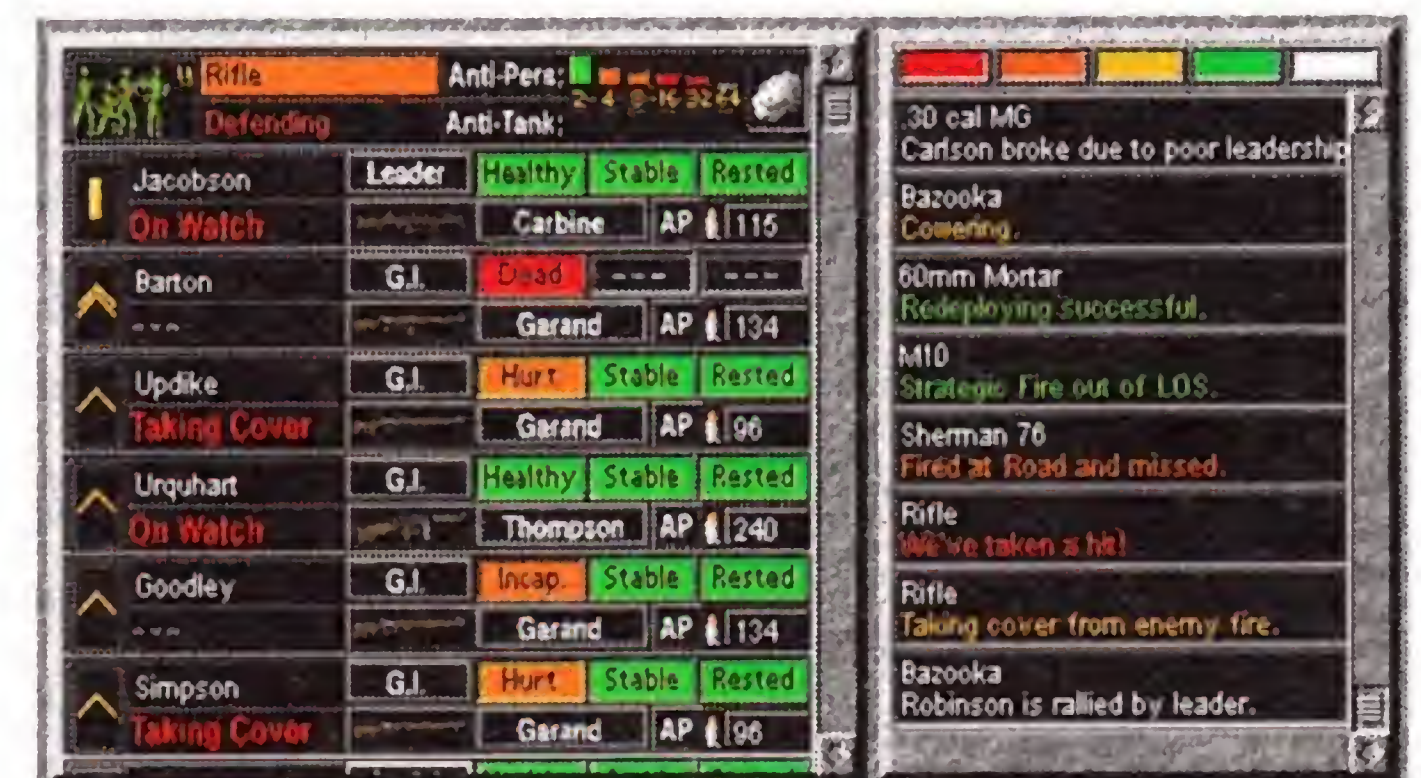 Rifle Anti-Pers: 2 4 8 16 32 64
Defending Anti-Tank:
Jacobson Leader Healthy Stable Rested
On Watch Carbine AP 115
Barton G.I. Dead --- ---
--- Garand AP 134
Updike G.I. Hurt Stable Rested
Taking Cover Garand AP 96
Urquhart G.I. Healthy Stable Rested
On Watch Thompson AP 240
Goodley G.I. Incap. Stable Rested
--- Garand AP 134
Simpson G.I. Hurt Stable Rested
Taking Cover Garand AP 96
.30 cal MG
Carlson broke due to poor leadership
Bazooka
Cowering.
60mm Mortar
Redeploying successful.
M10
Strategic Fire out of LOS.
Sherman 76
Fired at Road and missed.
Rifle
We've taken a hit!
Rifle
Taking cover from enemy fire.
Bazooka
Robinson is rallied by leader.